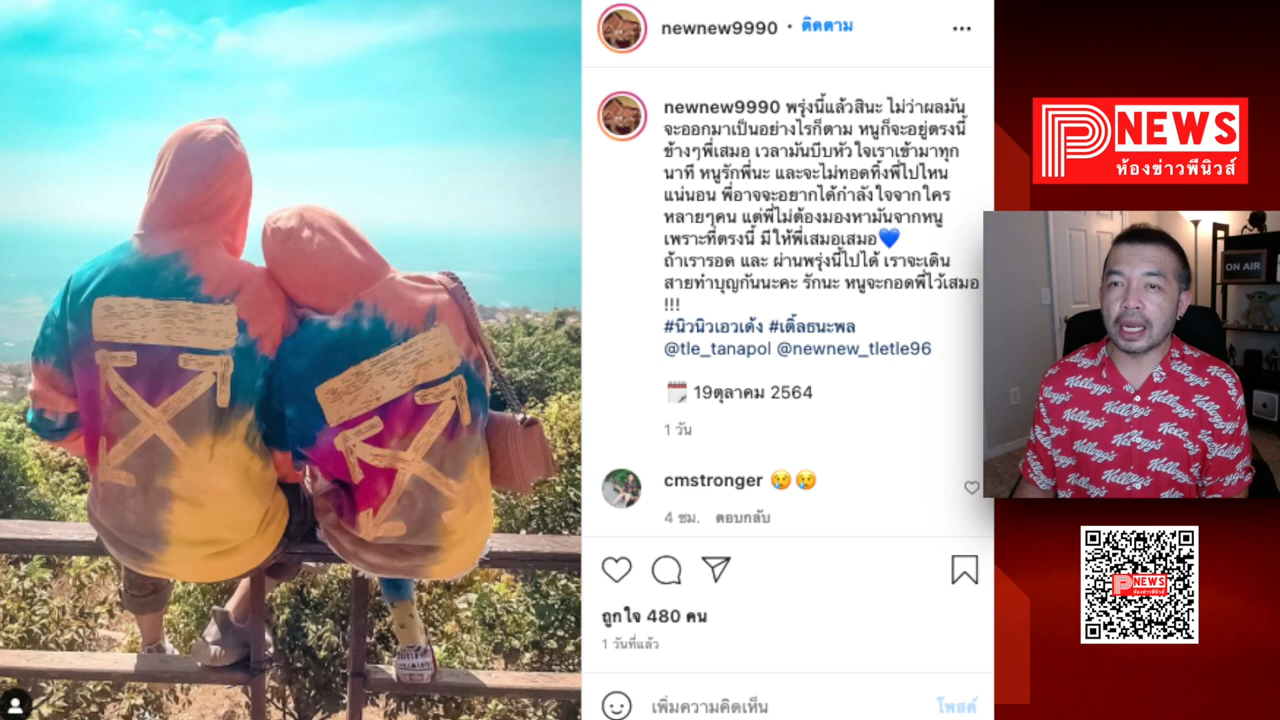 newnew9990 • ติดตาม
newnew9990 พรุ่งนี้แล้วสินะ ไม่ว่าผลมัน
จะออกมาเป็นอย่างไรก็ตาม หนูก็จะอยู่ตรงนี้
ข้างๆพี่เสมอ เวลามันบีบหัวใจเราเข้ามาทุก
นาที หนูรักพี่นะ และจะไม่ทอดทิ้งพี่ไปไหน
แน่นอน พี่อาจจะอยากได้กำลังใจจากใคร
หลายๆคน แต่พี่ไม่ต้องมองหามันจากหนู
เพราะที่ตรงนี้ มีให้พี่เสมอเสมอ💙
ถ้าเรารอด และ ผ่านพรุ่งนี้ไปได้ เราจะเดิน
สายทำบุญกันนะคะ รักนะ หนูจะกอดพี่ไว้เสมอ
!!!
#นิวนิวเอวเด้ง #เติ้ลธนะพล
@tle_tanapol @newnew_tletle96
🗓️ 19ตุลาคม 2564
1 วัน
cmstronger 😢😢
4 ชม. ตอบกลับ
ถูกใจ 480 คน
1 วันที่แล้ว
เพิ่มความคิดเห็น
โพสต์
P NEWS
ห้องข่าวพีนิวส์
ON AIR
Kellogg's
Kellogg's
Kellogg's
Kellogg's
P NEWS
ห้องข่าวพีนิวส์